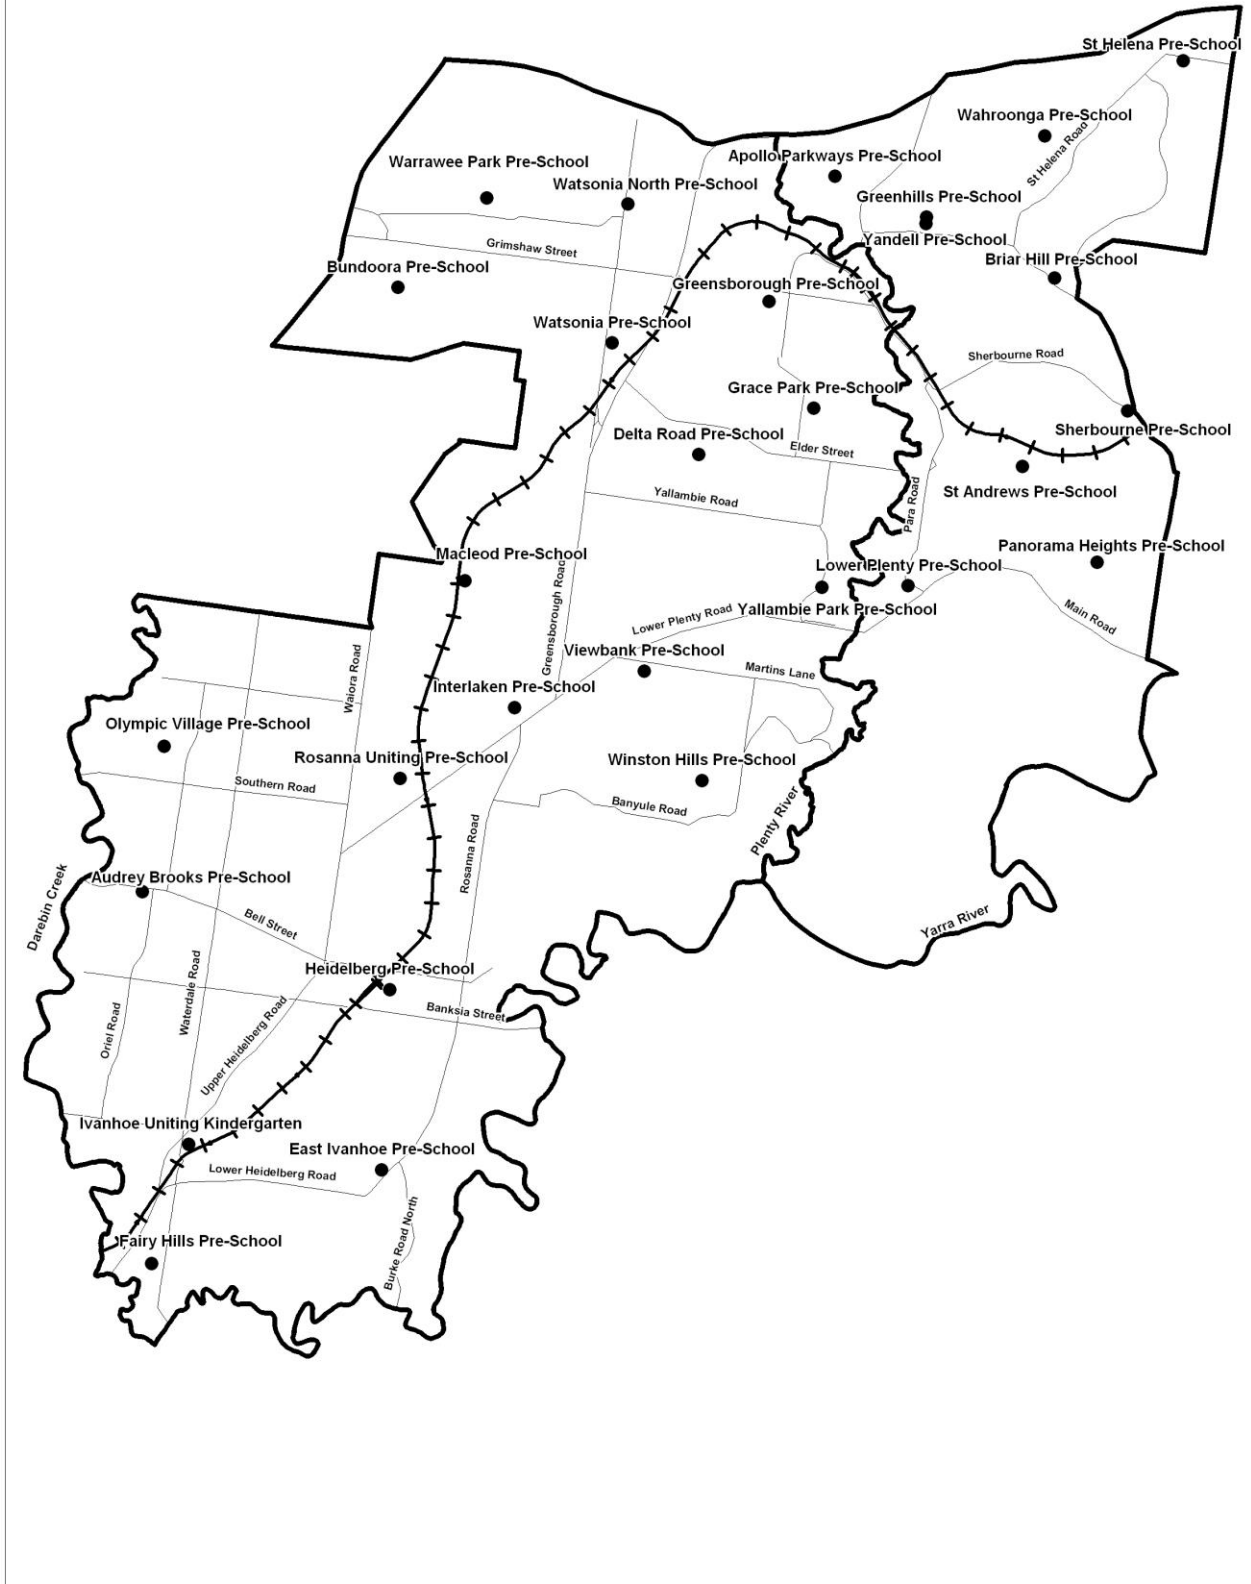 St Helena Pre-School
Wahroonga Pre-School
St Helena Road
Apollo Parkways Pre-School
Warrawee Park Pre-School
Watsonia North Pre-School
Greenhills Pre-School
Yandell Pre-School
Grimshaw Street
Briar Hill Pre-School
Bundoora Pre-School
Greensborough Pre-School
Watsonia Pre-School
Sherbourne Road
Grace Park Pre-School
Sherbourne Pre-School
Delta Road Pre-School
Elder Street
St Andrews Pre-School
Yallambie Road
Para Road
Panorama Heights Pre-School
Macleod Pre-School
Lower Plenty Pre-School
Greensborough Road
Yallambie Park Pre-School
Main Road
Lower Plenty Road
Viewbank Pre-School
Martins Lane
Waiora Road
Interlaken Pre-School
Olympic Village Pre-School
Rosanna Uniting Pre-School
Winston Hills Pre-School
Southern Road
Banyule Road
Plenty River
Rosanna Road
Audrey Brooks Pre-School
Darebin Creek
Bell Street
Yarra River
Heidelberg Pre-School
Waterdale Road
Banksia Street
Oriel Road
Upper Heidelberg Road
Ivanhoe Uniting Kindergarten
East Ivanhoe Pre-School
Lower Heidelberg Road
Burke Road North
Fairy Hills Pre-School